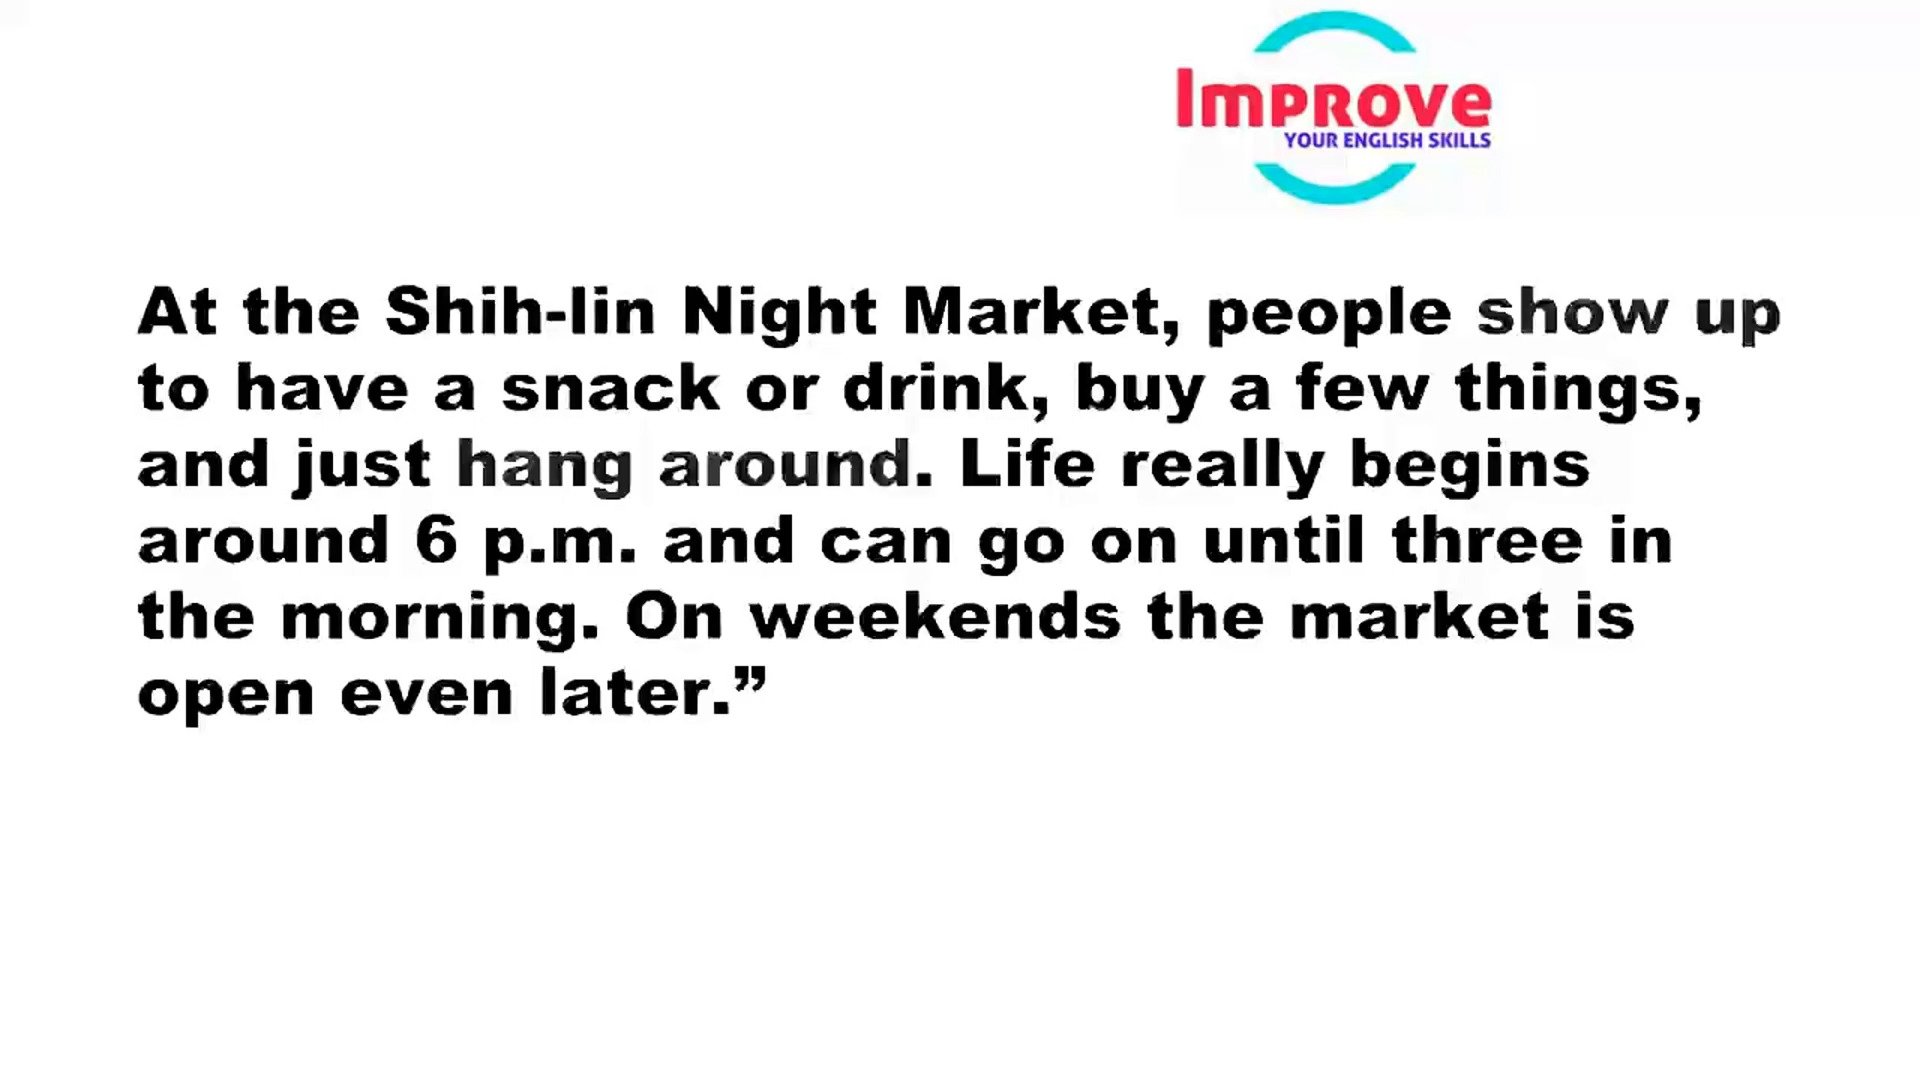 Improve
YOUR ENGLISH SKILLS
At the Shih-lin Night Market, people show up
to have a snack or drink, buy a few things,
and just hang around. Life really begins
around 6 p.m. and can go on until three in
the morning. On weekends the market is
open even later.”